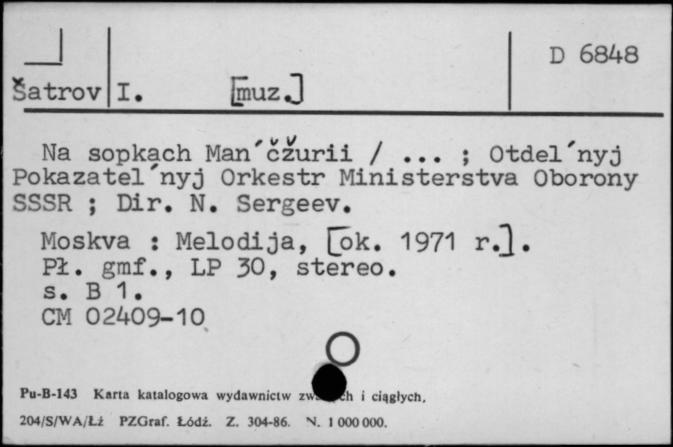 D 6848
Šatrov I. [muz.]
Na sopkach Man´čžurii / ... ; Otdel´nyj
Pokazatel´nyj Orkestr Ministerstva Oborony
SSSR ; Dir. N. Sergeev.
Moskva : Melodija, [ok. 1971 r.].
Pł. gmf., LP 30, stereo.
s. B 1.
CM 02409-10
Pu-B-143 Karta katalogowa wydawnictw i ciągłych.
204/S/WA/Łż PZGraf. Łódź. Z. 304-86. N. 1 000 000.